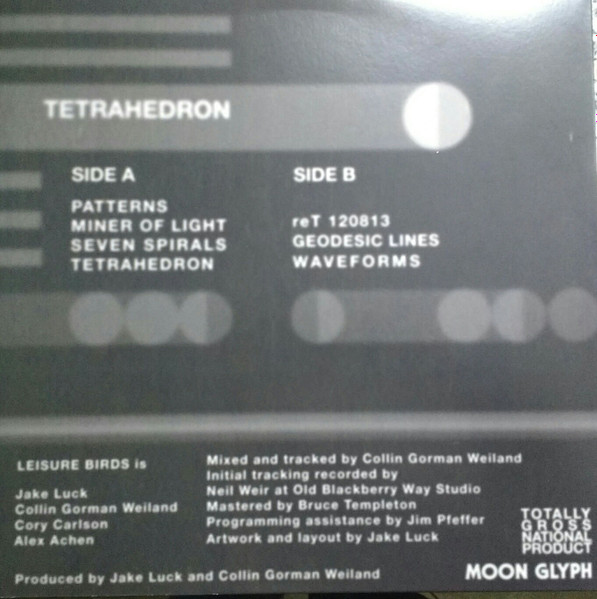 TETRAHEDRON
SIDE A
PATTERNS
MINER OF LIGHT
SEVEN SPIRALS
TETRAHEDRON
SIDE B
reT 120813
GEODESIC LINES
WAVEFORMS
LEISURE BIRDS is
Jake Luck
Collin Gorman Weiland
Cory Carlson
Alex Achen
Mixed and tracked by Collin Gorman Weiland
Initial tracking recorded by
Neil Weir at Old Blackberry Way Studio
Mastered by Bruce Templeton
Programming assistance by Jim Pfeffer
Artwork and layout by Jake Luck
Produced by Jake Luck and Collin Gorman Weiland
TOTALLY
GROSS
NATIONAL
PRODUCT
MOON GLYPH